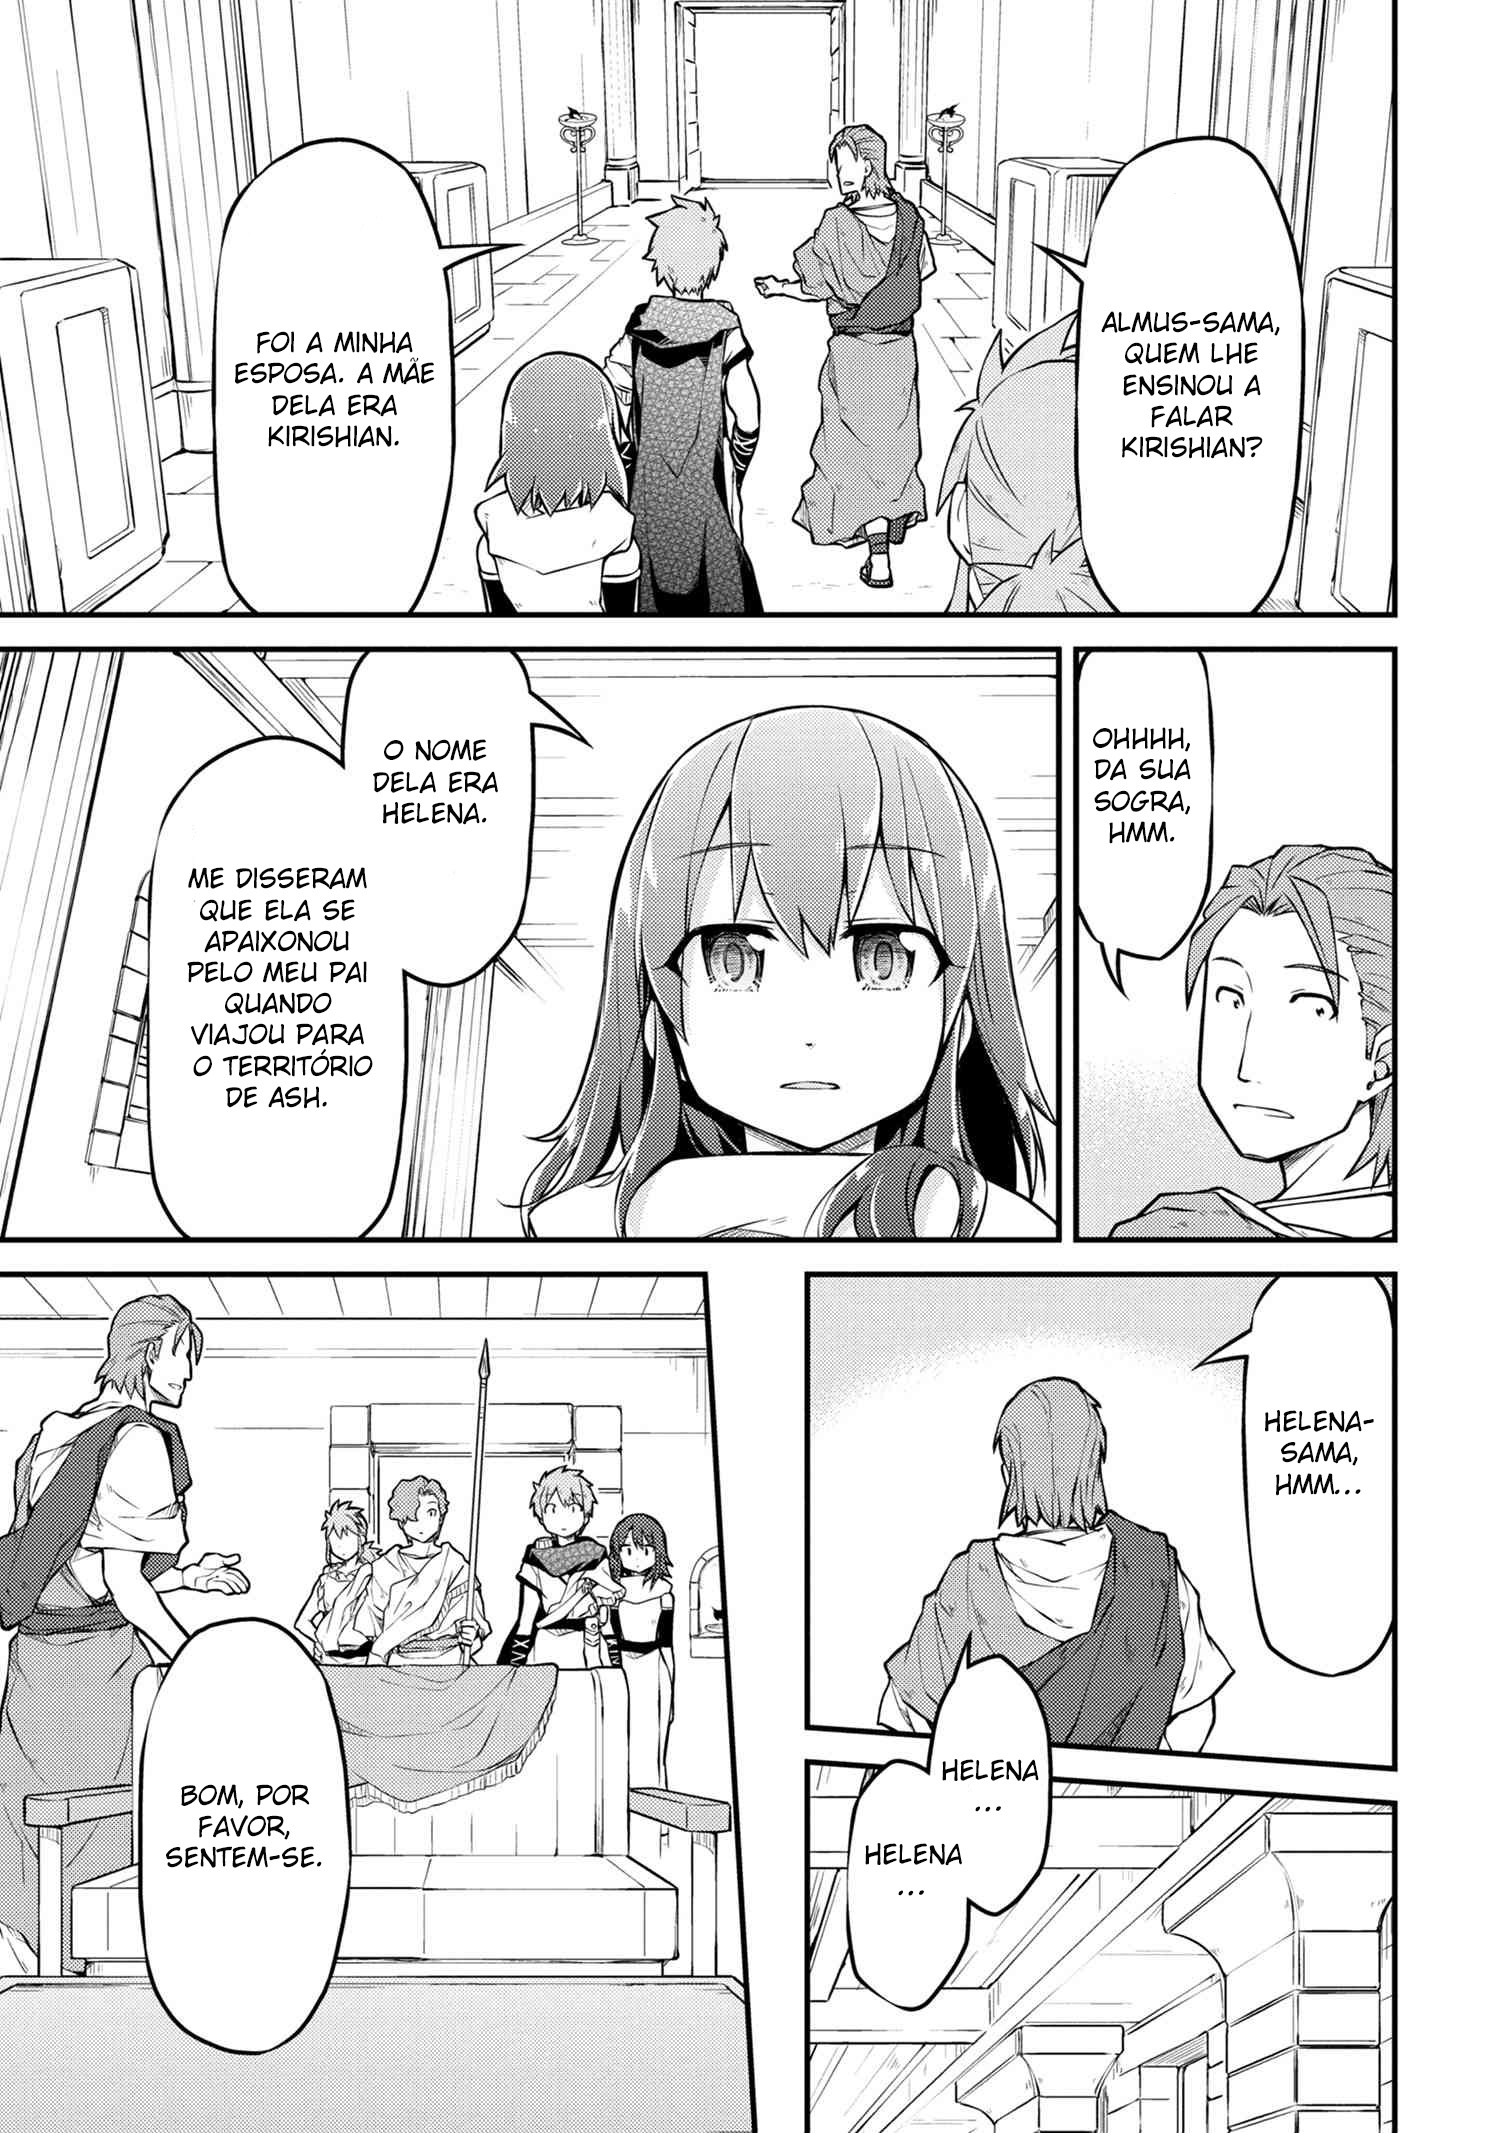 ALMUS-SAMA,
QUEM LHE
ENSINOU A
FALAR
KIRISHIAN?
FOI A MINHA
ESPOSA. A MÃE
DELA ERA
KIRISHIAN.
OHHHH,
DA SUA
SOGRA,
HMM.
O NOME
DELA ERA
HELENA.
ME DISSERAM
QUE ELA SE
APAIXONOU
PELO MEU PAI
QUANDO
VIAJOU PARA
O TERRITÓRIO
DE ASH.
HELENA-
SAMA,
HMM...
HELENA
...
HELENA
...
BOM, POR
FAVOR,
SENTEM-SE.